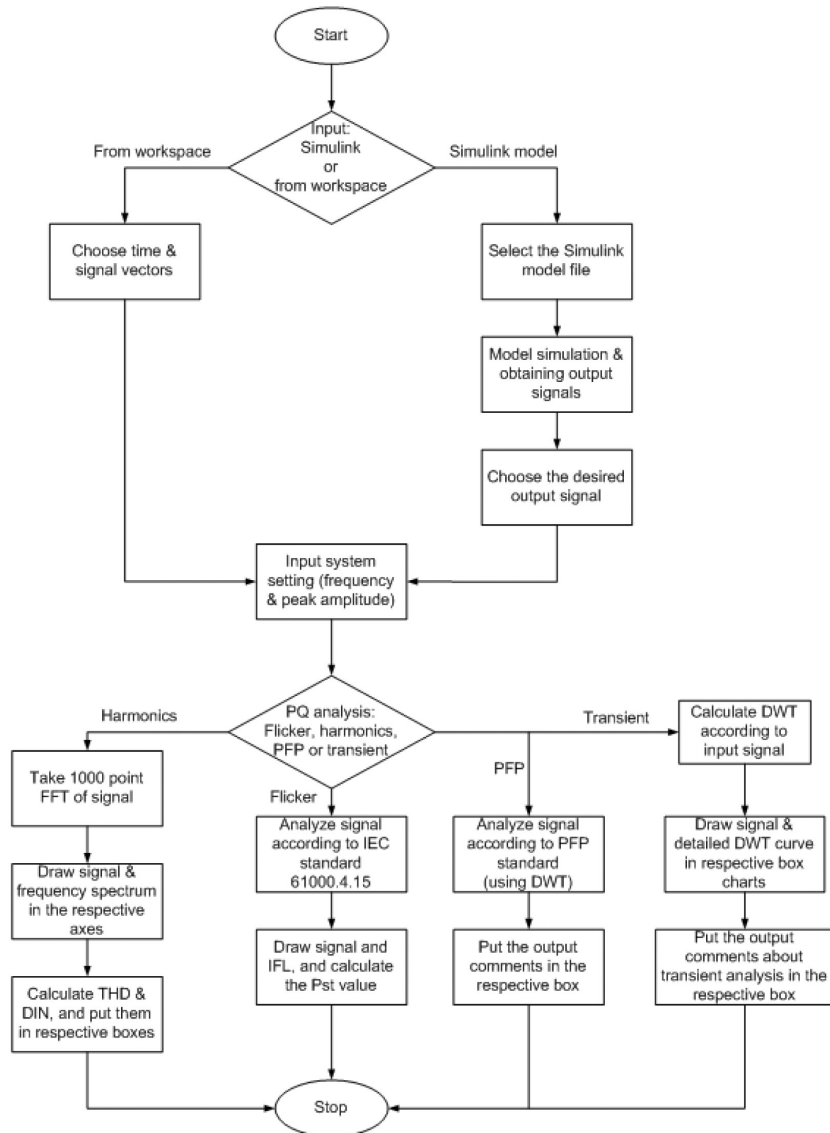 Start
Input:
Simulink
or
from workspace
From workspace
Simulink model
Choose time &
signal vectors
Select the Simulink
model file
Model simulation &
obtaining output
signals
Choose the desired
output signal
Input system
setting (frequency
& peak amplitude)
PQ analysis:
Flicker, harmonics,
PFP or transient
Harmonics
Flicker
PFP
Transient
Take 1000 point
FFT of signal
Draw signal &
frequency spectrum
in the respective
axes
Calculate THD &
DIN, and put them
in respective boxes
Analyze signal
according to IEC
standard
61000.4.15
Draw signal and
IFL, and calculate
the Pst value
Analyze signal
according to PFP
standard
(using DWT)
Put the output
comments in the
respective box
Calculate DWT
according to
input signal
Draw signal &
detailed DWT curve
in respective box
charts
Put the output
comments about
transient analysis in the
respective box
Stop